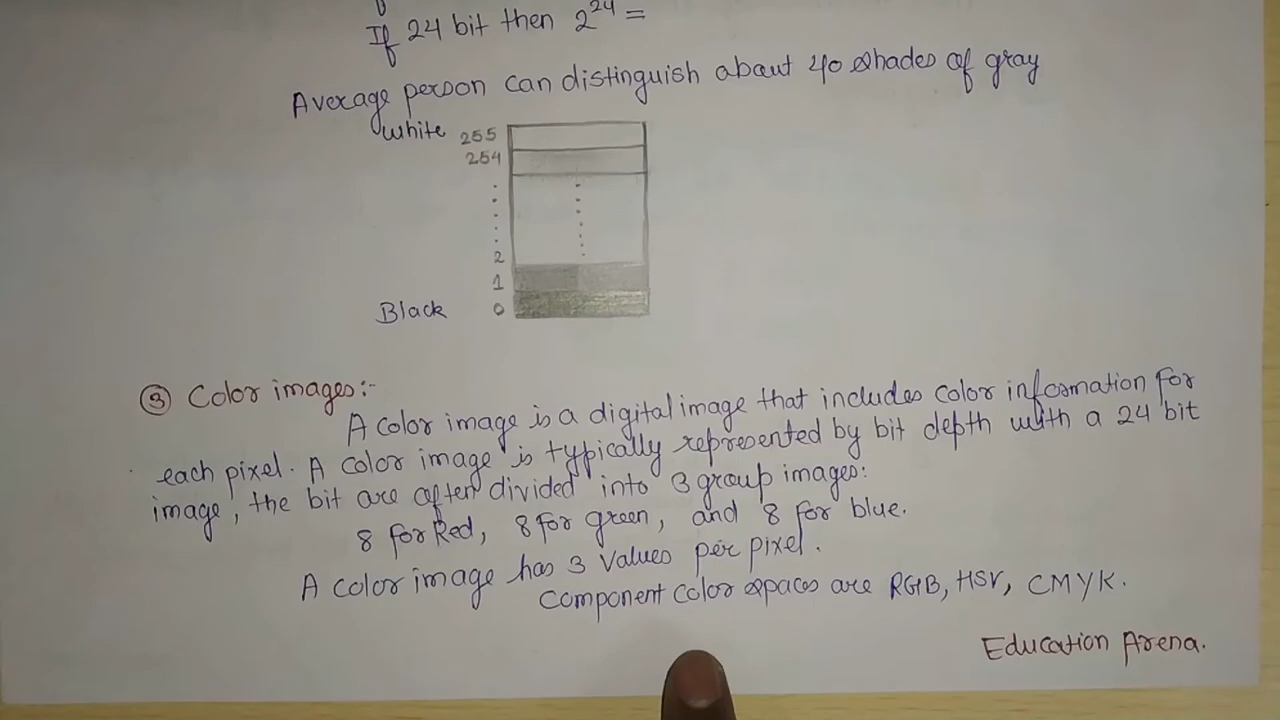 If 24 bit then 2^24 =
Average person can distinguish about 40 shades of gray
White 255
254
2
1
Black 0
③ Color images:-
A color image is a digital image that includes color information for
each pixel. A color image is typically represented by bit depth with a 24 bit
image, the bit are often divided into 3 group images:
8 for Red, 8 for green, and 8 for blue.
A color image has 3 values per pixel.
Component color spaces are RGB, HSV, CMYK.
Education Arena.